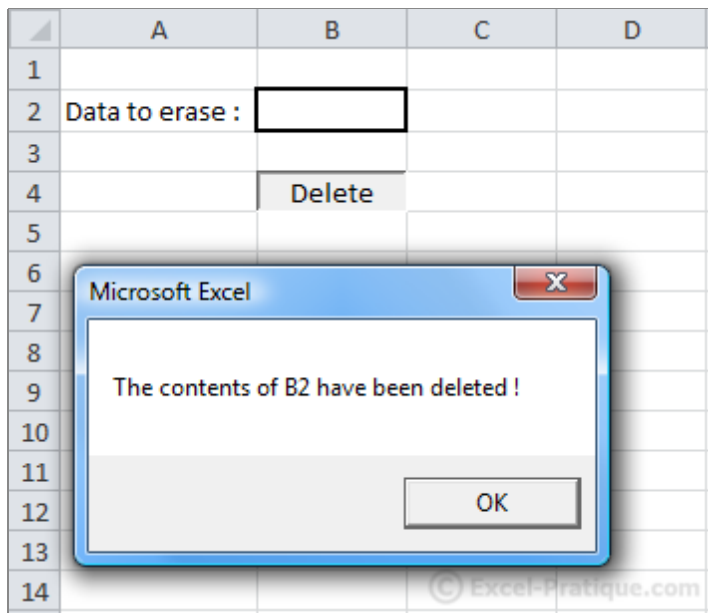 A B C D
1
2 Data to erase :
3
4 Delete
5
6
Microsoft Excel
7
8
The contents of B2 have been deleted !
9
10
11
12 OK
13
14
© Excel-Pratique.com